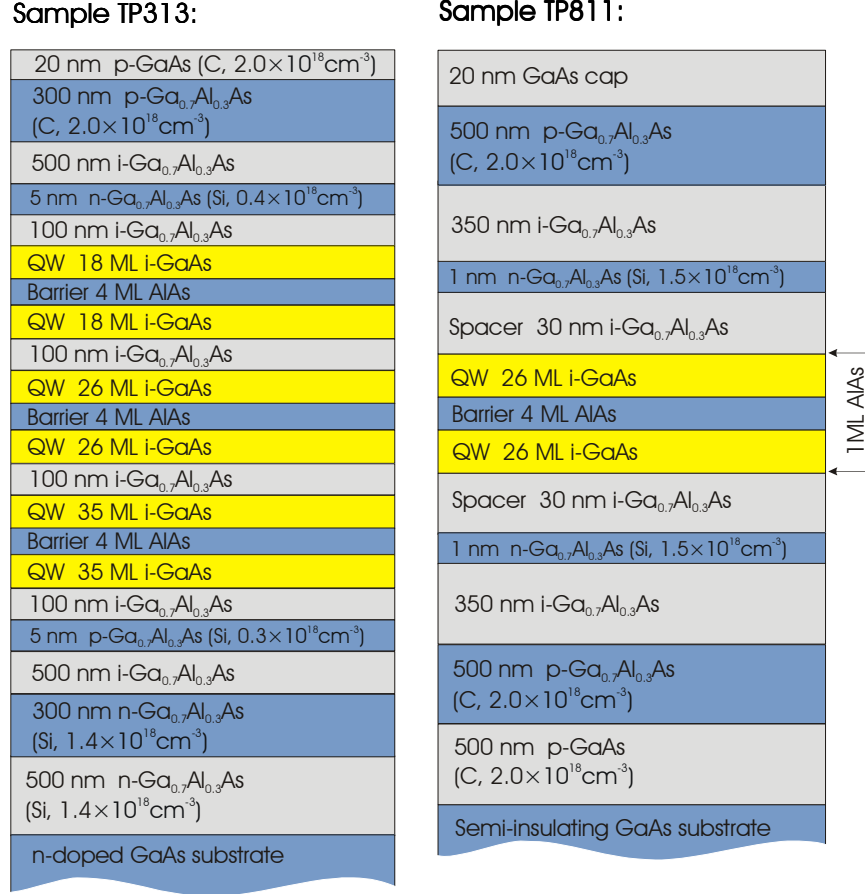 Sample TP313:
20 nm p-GaAs (C, 2.0×10¹⁸cm⁻³)
300 nm p-Ga₀.₇Al₀.₃As
(C, 2.0×10¹⁸cm⁻³)
500 nm i-Ga₀.₇Al₀.₃As
5 nm n-Ga₀.₇Al₀.₃As (Si, 0.4×10¹⁸cm⁻³)
100 nm i-Ga₀.₇Al₀.₃As
QW 18 ML i-GaAs
Barrier 4 ML AlAs
QW 18 ML i-GaAs
100 nm i-Ga₀.₇Al₀.₃As
QW 26 ML i-GaAs
Barrier 4 ML AlAs
QW 26 ML i-GaAs
100 nm i-Ga₀.₇Al₀.₃As
QW 35 ML i-GaAs
Barrier 4 ML AlAs
QW 35 ML i-GaAs
100 nm i-Ga₀.₇Al₀.₃As
5 nm p-Ga₀.₇Al₀.₃As (Si, 0.3×10¹⁸cm⁻³)
500 nm i-Ga₀.₇Al₀.₃As
300 nm n-Ga₀.₇Al₀.₃As
(Si, 1.4×10¹⁸cm⁻³)
500 nm n-Ga₀.₇Al₀.₃As
(Si, 1.4×10¹⁸cm⁻³)
n-doped GaAs substrate
Sample TP811:
20 nm GaAs cap
500 nm p-Ga₀.₇Al₀.₃As
(C, 2.0×10¹⁸cm⁻³)
350 nm i-Ga₀.₇Al₀.₃As
1 nm n-Ga₀.₇Al₀.₃As (Si, 1.5×10¹⁸cm⁻³)
Spacer 30 nm i-Ga₀.₇Al₀.₃As
QW 26 ML i-GaAs
Barrier 4 ML AlAs
QW 26 ML i-GaAs
1ML AlAs
Spacer 30 nm i-Ga₀.₇Al₀.₃As
1 nm n-Ga₀.₇Al₀.₃As (Si, 1.5×10¹⁸cm⁻³)
350 nm i-Ga₀.₇Al₀.₃As
500 nm p-Ga₀.₇Al₀.₃As
(C, 2.0×10¹⁸cm⁻³)
500 nm p-GaAs
(C, 2.0×10¹⁸cm⁻³)
Semi-insulating GaAs substrate